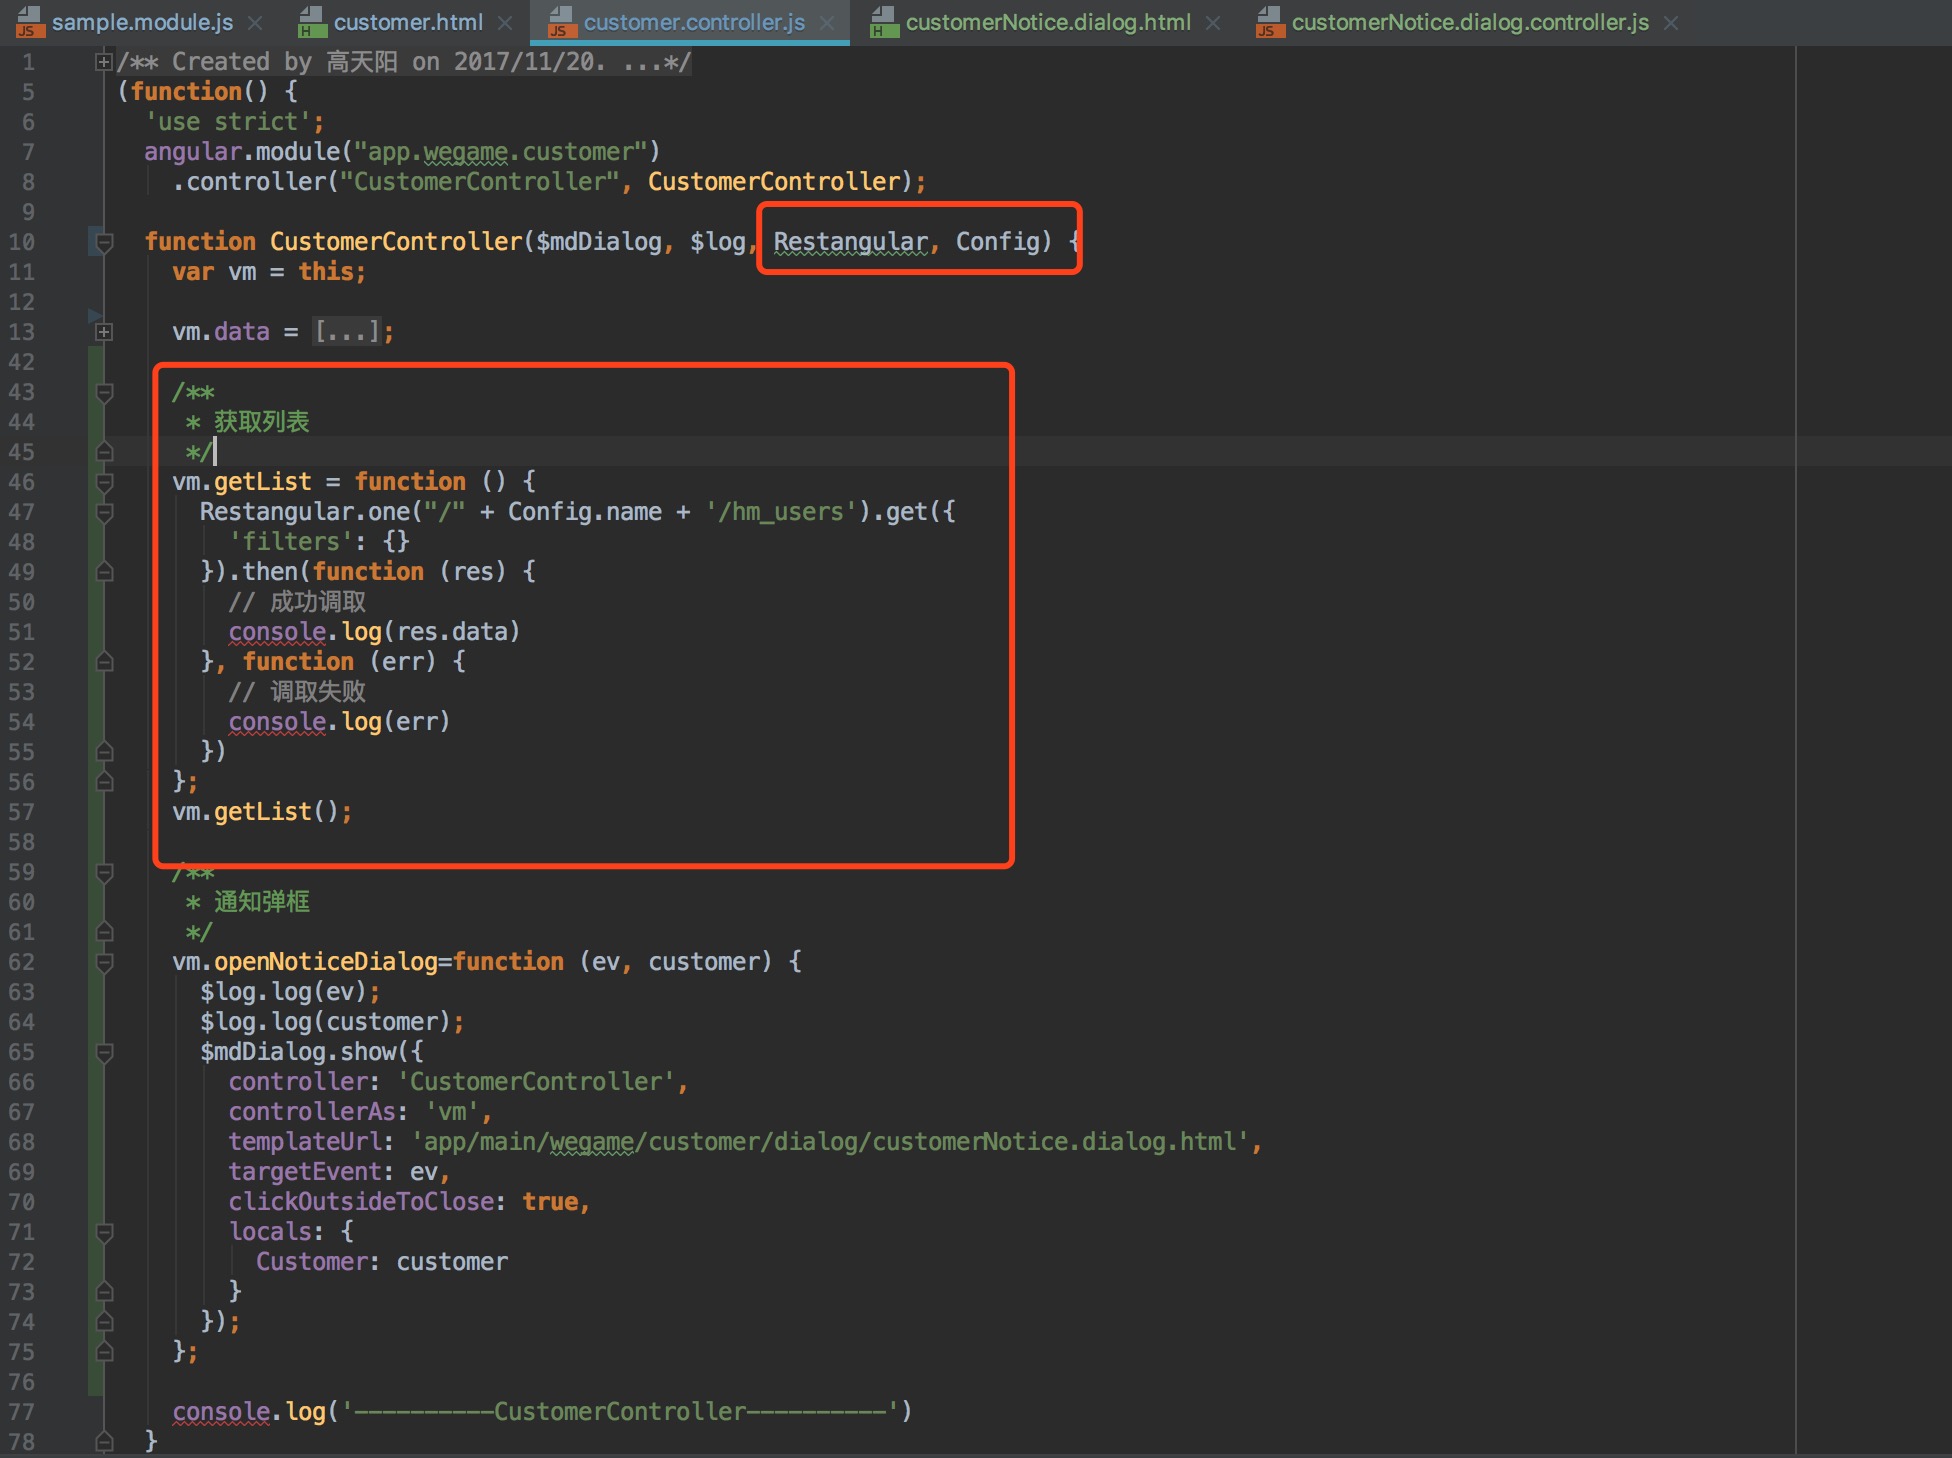 sample.module.js customer.html customer.controller.js customerNotice.dialog.html customerNotice.dialog.controller.js
1 /** Created by 高天阳 on 2017/11/20. ...*/
5 (function() {
6 'use strict';
7 angular.module("app.wegame.customer")
8 .controller("CustomerController", CustomerController);
9
10 function CustomerController($mdDialog, $log, Restangular, Config) {
11 var vm = this;
12
13 vm.data = [...];
42
43 /**
44 * 获取列表
45 */
46 vm.getList = function () {
47 Restangular.one("/" + Config.name + '/hm_users').get({
48 'filters': {}
49 }).then(function (res) {
50 // 成功调取
51 console.log(res.data)
52 }, function (err) {
53 // 调取失败
54 console.log(err)
55 })
56 };
57 vm.getList();
58
59 /**
60 * 通知弹框
61 */
62 vm.openNoticeDialog=function (ev, customer) {
63 $log.log(ev);
64 $log.log(customer);
65 $mdDialog.show({
66 controller: 'CustomerController',
67 controllerAs: 'vm',
68 templateUrl: 'app/main/wegame/customer/dialog/customerNotice.dialog.html',
69 targetEvent: ev,
70 clickOutsideToClose: true,
71 locals: {
72 Customer: customer
73 }
74 });
75 };
76
77 console.log('----------CustomerController----------')
78 }